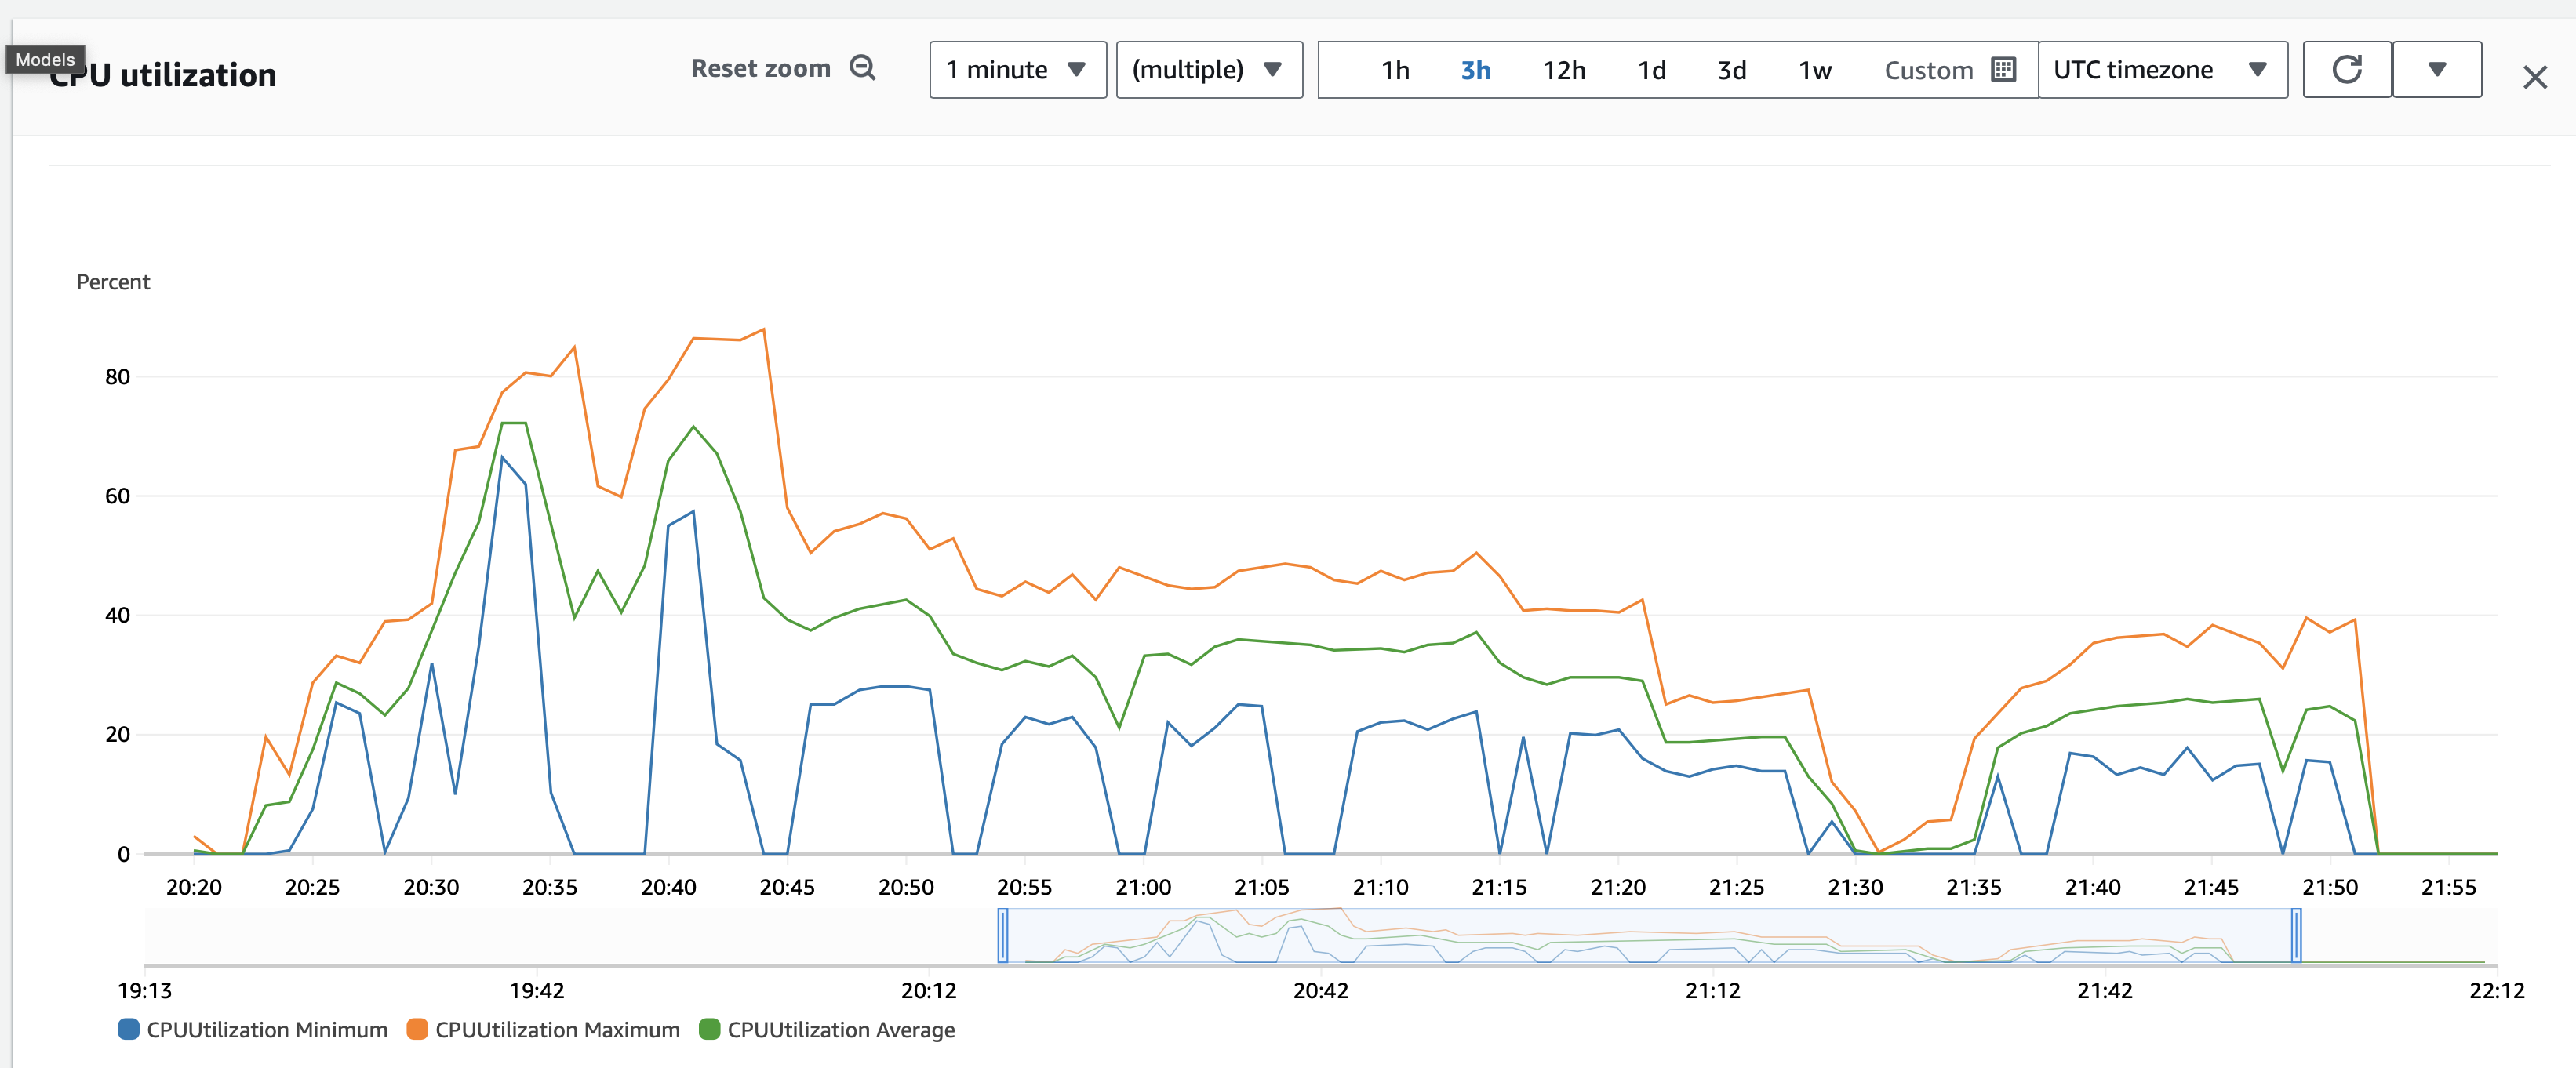 Models
CPU utilization
Reset zoom
1 minute
(multiple)
1h 3h 12h 1d 3d 1w Custom
UTC timezone
Percent
80
60
40
20
0
20:20 20:25 20:30 20:35 20:40 20:45 20:50 20:55 21:00 21:05 21:10 21:15 21:20 21:25 21:30 21:35 21:40 21:45 21:50 21:55
19:13 19:42 20:12 20:42 21:12 21:42 22:12
CPUUtilization Minimum CPUUtilization Maximum CPUUtilization Average